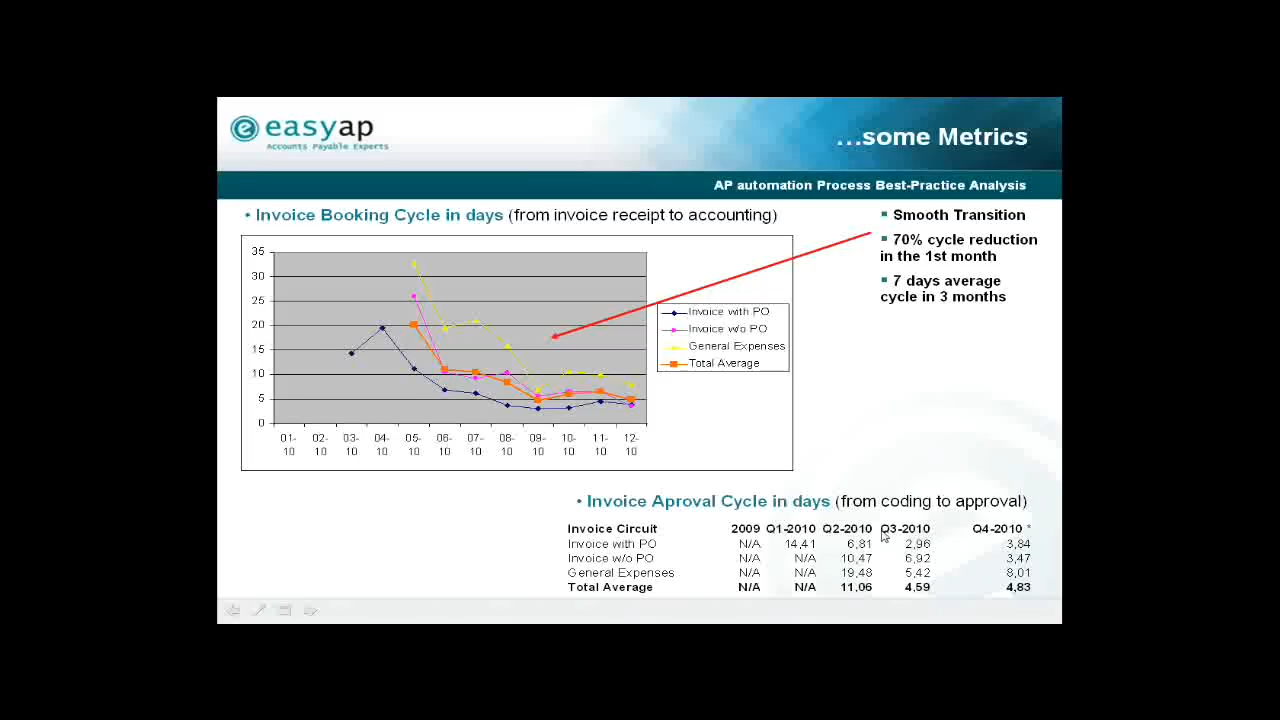 easyap
Accounts Payable Experts
...some Metrics
AP automation Process Best-Practice Analysis
• Invoice Booking Cycle in days (from invoice receipt to accounting)
▪ Smooth Transition
▪ 70% cycle reduction
in the 1st month
▪ 7 days average
cycle in 3 months
35
30
25
20
15
10
5
0
01- 02- 03- 04- 05- 06- 07- 08- 09- 10- 11- 12-
10 10 10 10 10 10 10 10 10 10 10 10
Invoice with PO
Invoice w/o PO
General Expenses
Total Average
• Invoice Aproval Cycle in days (from coding to approval)
Invoice Circuit 2009 Q1-2010 Q2-2010 Q3-2010 Q4-2010 *
Invoice with PO N/A 14,41 6,81 2,96 3,84
Invoice w/o PO N/A N/A 10,47 6,92 3,47
General Expenses N/A N/A 19,48 5,42 8,01
Total Average N/A N/A 11,06 4,59 4,83